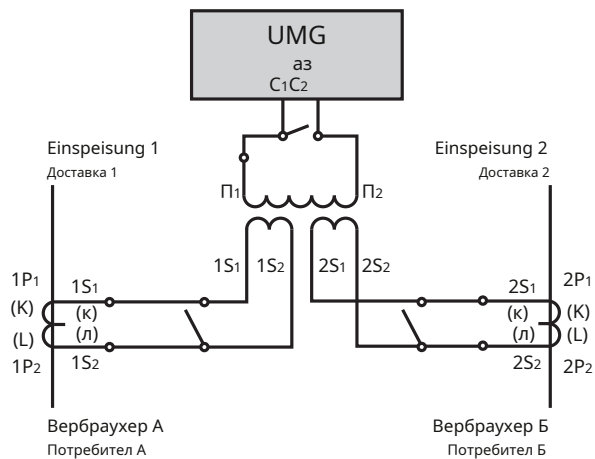 UMG
аз
C1C2
Einspeisung 1
Доставка 1
Einspeisung 2
Доставка 2
П1
П2
1S1
1S2
2S1
2S2
1P1
(K)
(L)
1P2
1S1
(к)
(л)
1S2
2S1
(к)
(л)
2S2
2P1
(K)
(L)
2P2
Вербраухер А
Потребител А
Вербраухер Б
Потребител Б